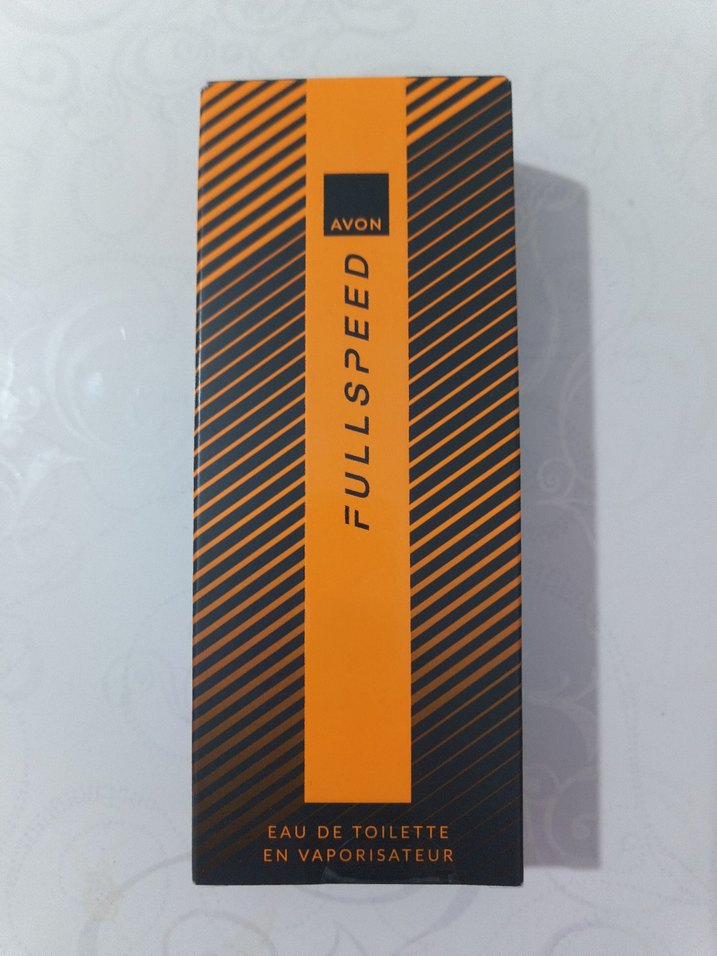 AVON
FULLSPEED
EAU DE TOILETTE
EN VAPORISATEUR